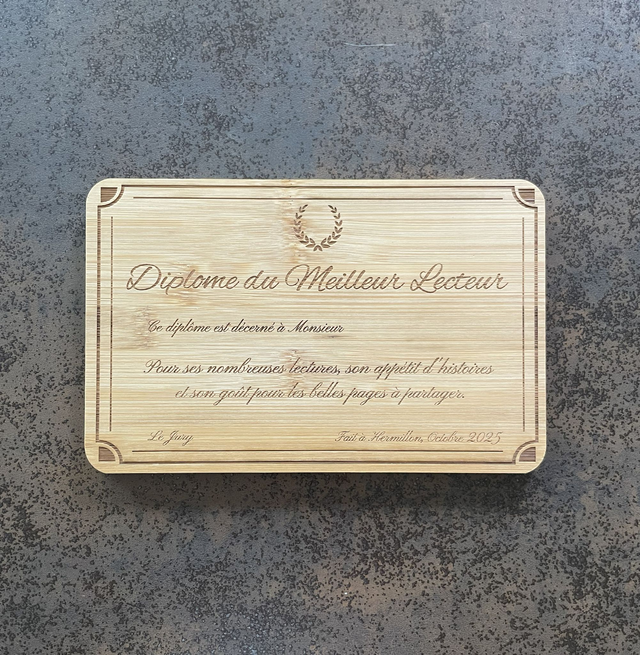 Diplome du Meilleur Lecteur
Ce diplôme est décerné à Monsieur
Pour ses nombreuses lectures, son appétit d'histoires
et son goût pour les belles pages à partager.
Le Jury
Fait à Hermillon, Octobre 2025